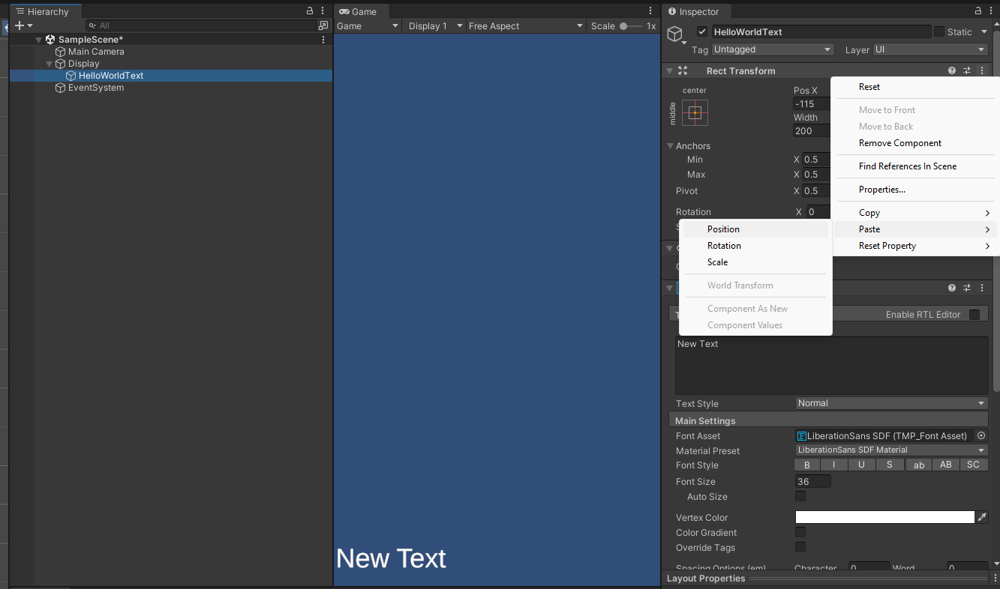 Hierarchy
All
SampleScene*
Main Camera
Display
HelloWorldText
EventSystem
Game
Game Display 1 Free Aspect Scale 1x
New Text
Inspector
HelloWorldText Static
Tag Untagged Layer UI
Rect Transform
center
middle
Pos X
-115
Width
200
Anchors
Min X 0.5
Max X 0.5
Pivot X 0.5
Rotation X 0
Reset
Move to Front
Move to Back
Remove Component
Find References In Scene
Properties...
Copy
Paste
Reset Property
Position
Rotation
Scale
World Transform
Component As New
Component Values
Enable RTL Editor
New Text
Text Style Normal
Main Settings
Font Asset LiberationSans SDF (TMP_Font Asset)
Material Preset LiberationSans SDF Material
Font Style B I U S ab AB SC
Font Size 36
Auto Size
Vertex Color
Color Gradient
Override Tags
Spacing Options (em) Character 0 Word 0
Layout Properties